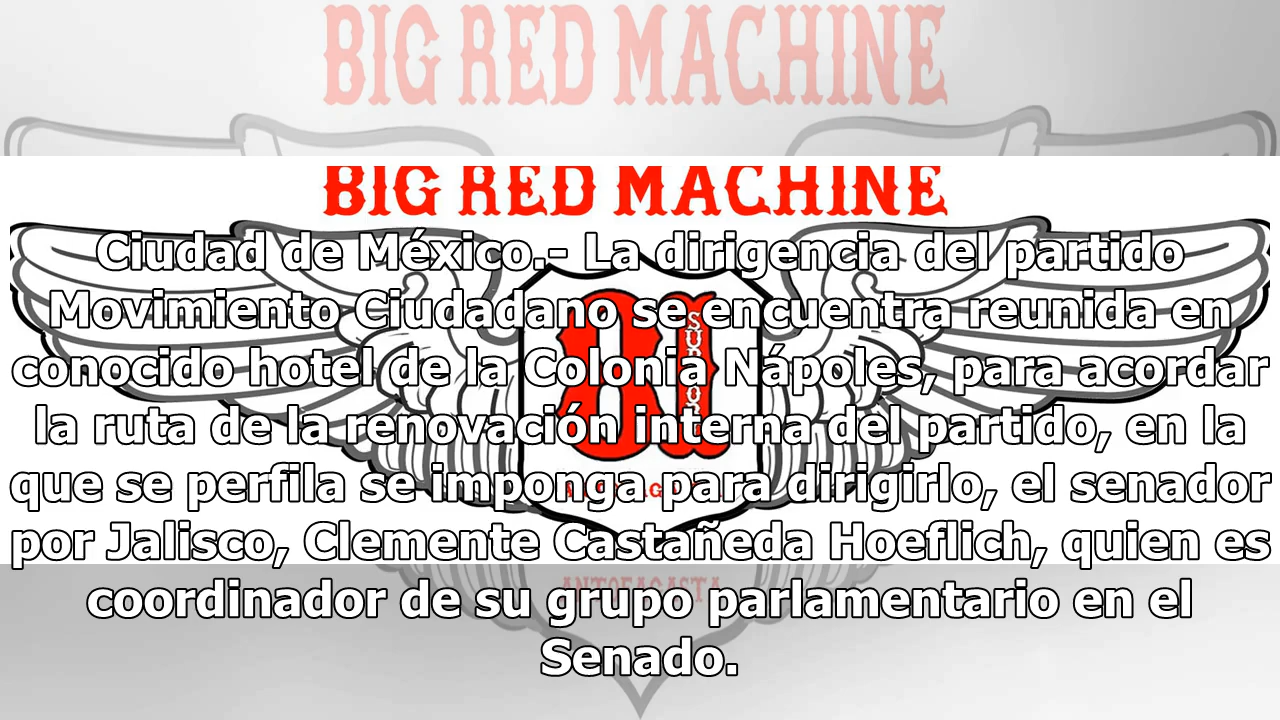 BIG RED MACHINE
BIG RED MACHINE
Ciudad de México.- La dirigencia del partido
Movimiento Ciudadano se encuentra reunida en
conocido hotel de la Colonia Nápoles, para acordar
la ruta de la renovación interna del partido, en la
que se perfila se imponga para dirigirlo, el senador
por Jalisco, Clemente Castañeda Hoeflich, quien es
coordinador de su grupo parlamentario en el
Senado.
81
ANTOFAGASTA